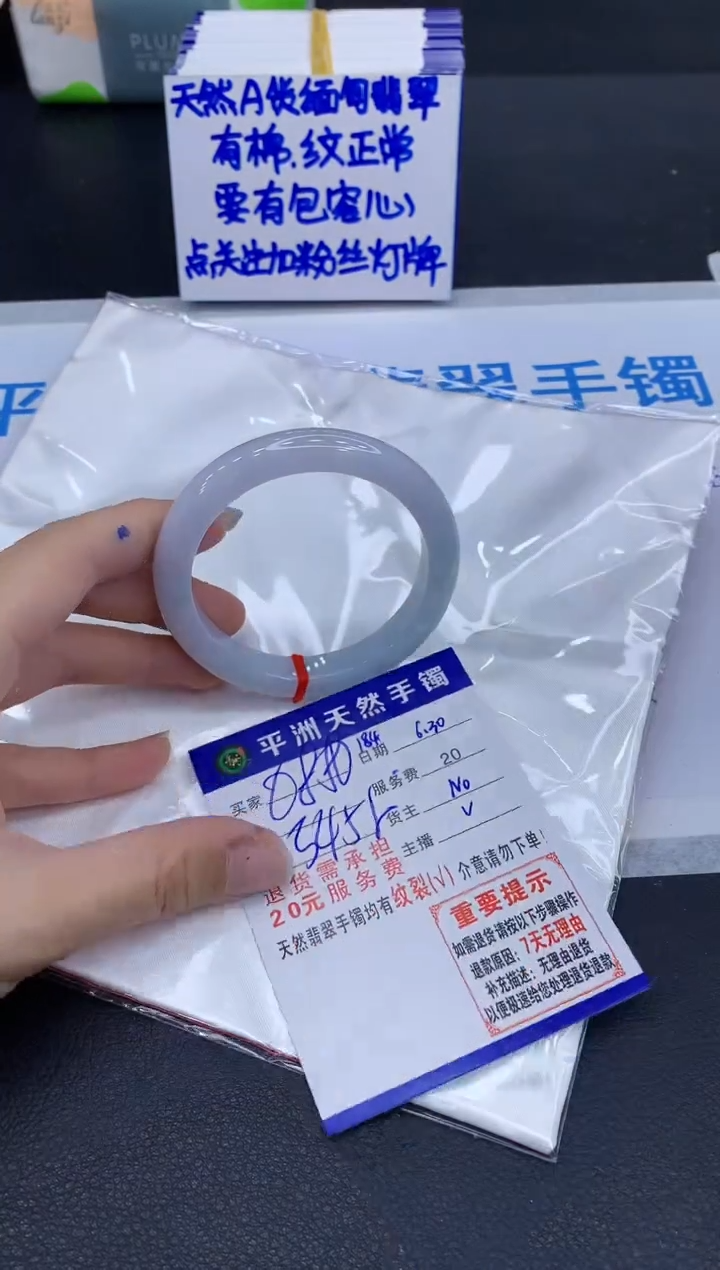 PLUM
天然A货缅甸翡翠
有棉.纹正常
要有包容心
点关注加粉丝灯牌
平
翡翠手镯
平洲天然手镯
买家
184
日期 6.30
服务费 20
345
货主 No
主播 V
退货需承担
20元服务费
天然翡翠手镯均有纹裂(√)介意请勿下单!
重要提示
如需退货请按以下步骤操作
退款原因:7天无理由
补充描述:无理由退货
以便极速给您处理退货退款